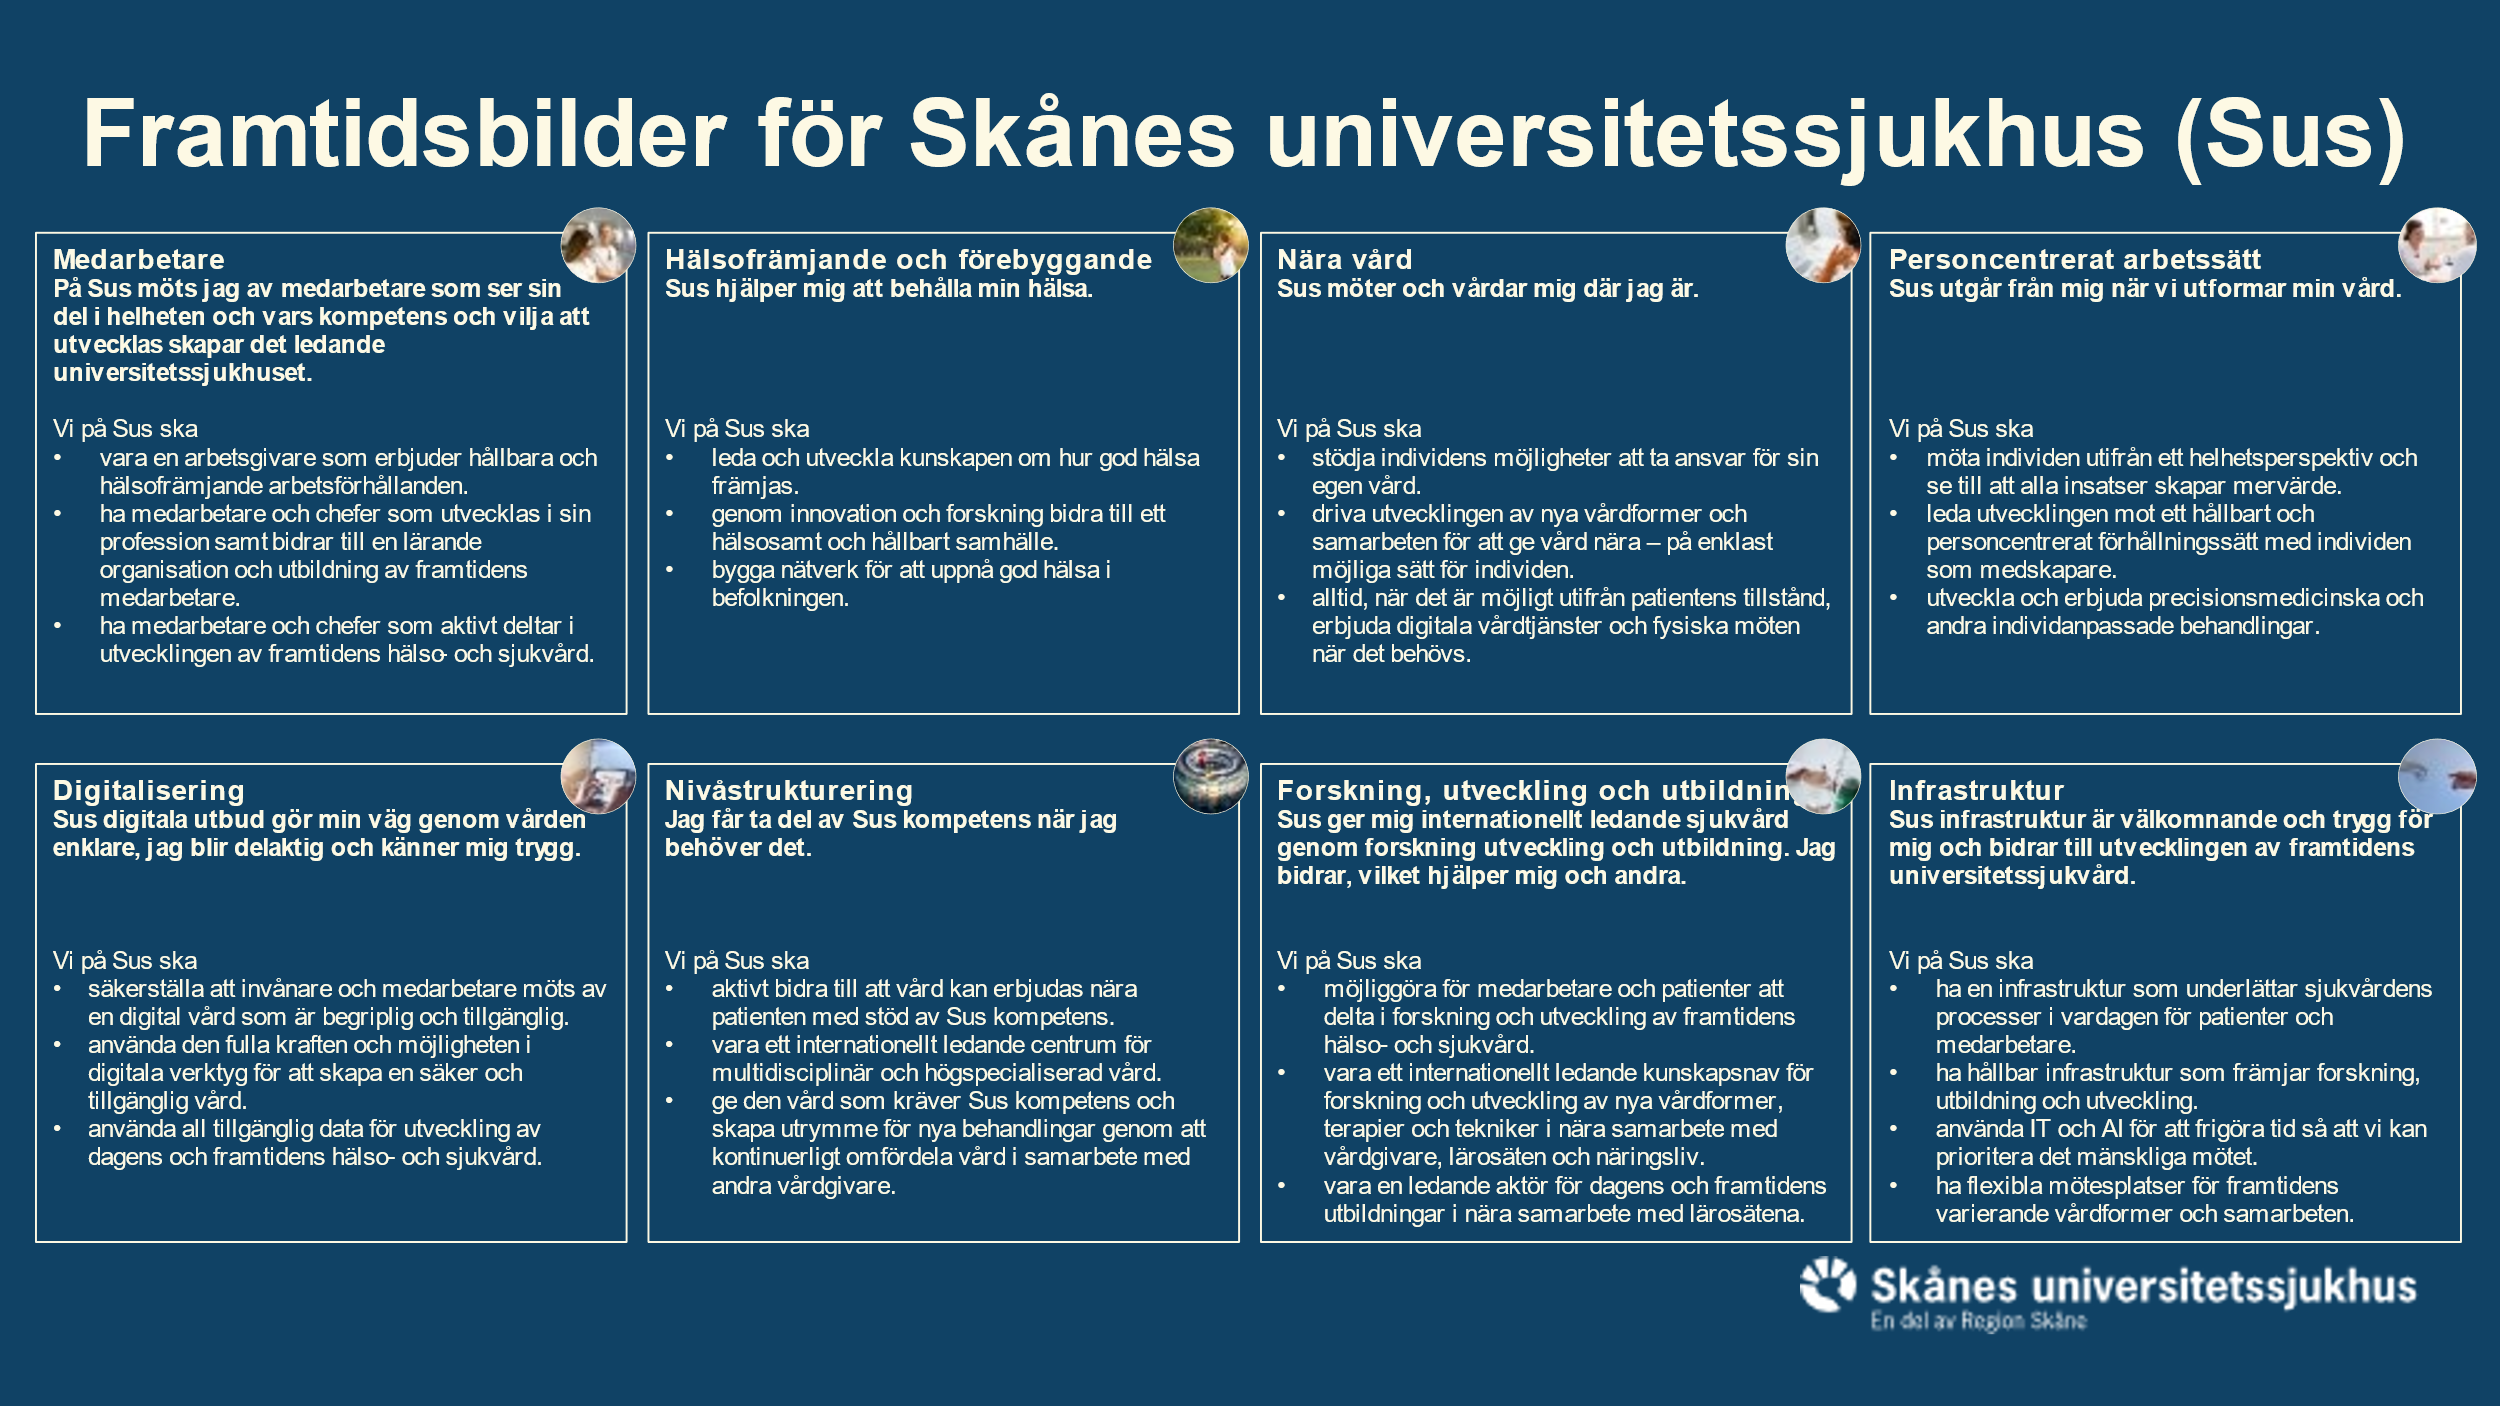 Framtidsbilder för Skånes universitetssjukhus (Sus)
Medarbetare
På Sus möts jag av medarbetare som ser sin
del i helheten och vars kompetens och vilja att
utvecklas skapar det ledande
universitetssjukhuset.
Vi på Sus ska
• vara en arbetsgivare som erbjuder hållbara och
hälsofrämjande arbetsförhållanden.
• ha medarbetare och chefer som utvecklas i sin
profession samt bidrar till en lärande
organisation och utbildning av framtidens
medarbetare.
• ha medarbetare och chefer som aktivt deltar i
utvecklingen av framtidens hälso- och sjukvård.
Hälsofrämjande och förebyggande
Sus hjälper mig att behålla min hälsa.
Vi på Sus ska
• leda och utveckla kunskapen om hur god hälsa
främjas.
• genom innovation och forskning bidra till ett
hälsosamt och hållbart samhälle.
• bygga nätverk för att uppnå god hälsa i
befolkningen.
Nära vård
Sus möter och vårdar mig där jag är.
Vi på Sus ska
• stödja individens möjligheter att ta ansvar för sin
egen vård.
• driva utvecklingen av nya vårdformer och
samarbeten för att ge vård nära – på enklast
möjliga sätt för individen.
• alltid, när det är möjligt utifrån patientens tillstånd,
erbjuda digitala vårdtjänster och fysiska möten
när det behövs.
Personcentrerat arbetssätt
Sus utgår från mig när vi utformar min vård.
Vi på Sus ska
• möta individen utifrån ett helhetsperspektiv och
se till att alla insatser skapar mervärde.
• leda utvecklingen mot ett hållbart och
personcentrerat förhållningssätt med individen
som medskapare.
• utveckla och erbjuda precisionsmedicinska och
andra individanpassade behandlingar.
Digitalisering
Sus digitala utbud gör min väg genom vården
enklare, jag blir delaktig och känner mig trygg.
Vi på Sus ska
• säkerställa att invånare och medarbetare möts av
en digital vård som är begriplig och tillgänglig.
• använda den fulla kraften och möjligheten i
digitala verktyg för att skapa en säker och
tillgänglig vård.
• använda all tillgänglig data för utveckling av
dagens och framtidens hälso- och sjukvård.
Nivåstrukturering
Jag får ta del av Sus kompetens när jag
behöver det.
Vi på Sus ska
• aktivt bidra till att vård kan erbjudas nära
patienten med stöd av Sus kompetens.
• vara ett internationellt ledande centrum för
multidisciplinär och högspecialiserad vård.
• ge den vård som kräver Sus kompetens och
skapa utrymme för nya behandlingar genom att
kontinuerligt omfördela vård i samarbete med
andra vårdgivare.
Forskning, utveckling och utbildning
Sus ger mig internationellt ledande sjukvård
genom forskning utveckling och utbildning. Jag
bidrar, vilket hjälper mig och andra.
Vi på Sus ska
• möjliggöra för medarbetare och patienter att
delta i forskning och utveckling av framtidens
hälso- och sjukvård.
• vara ett internationellt ledande kunskapsnav för
forskning och utveckling av nya vårdformer,
terapier och tekniker i nära samarbete med
vårdgivare, lärosäten och näringsliv.
• vara en ledande aktör för dagens och framtidens
utbildningar i nära samarbete med lärosätena.
Infrastruktur
Sus infrastruktur är välkomnande och trygg för
mig och bidrar till utvecklingen av framtidens
universitetssjukvård.
Vi på Sus ska
• ha en infrastruktur som underlättar sjukvårdens
processer i vardagen för patienter och
medarbetare.
• ha hållbar infrastruktur som främjar forskning,
utbildning och utveckling.
• använda IT och AI för att frigöra tid så att vi kan
prioritera det mänskliga mötet.
• ha flexibla mötesplatser för framtidens
varierande vårdformer och samarbeten.
Skånes universitetssjukhus
En del av Region Skåne